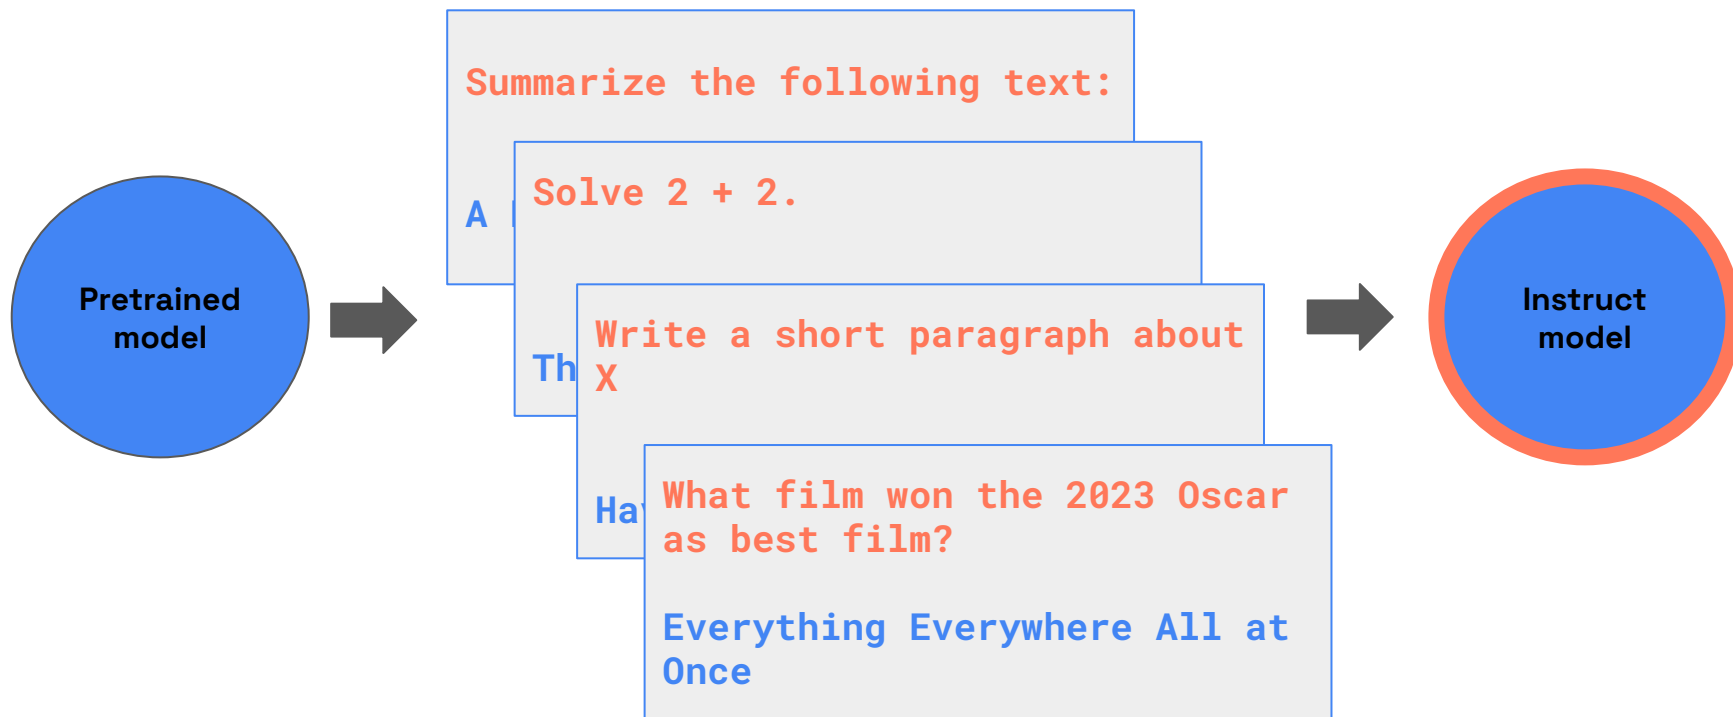 Pretrained
model
Summarize the following text:
A
Solve 2 + 2.
Th
Write a short paragraph about
X
Hav
What film won the 2023 Oscar
as best film?
Everything Everywhere All at
Once
Instruct
model